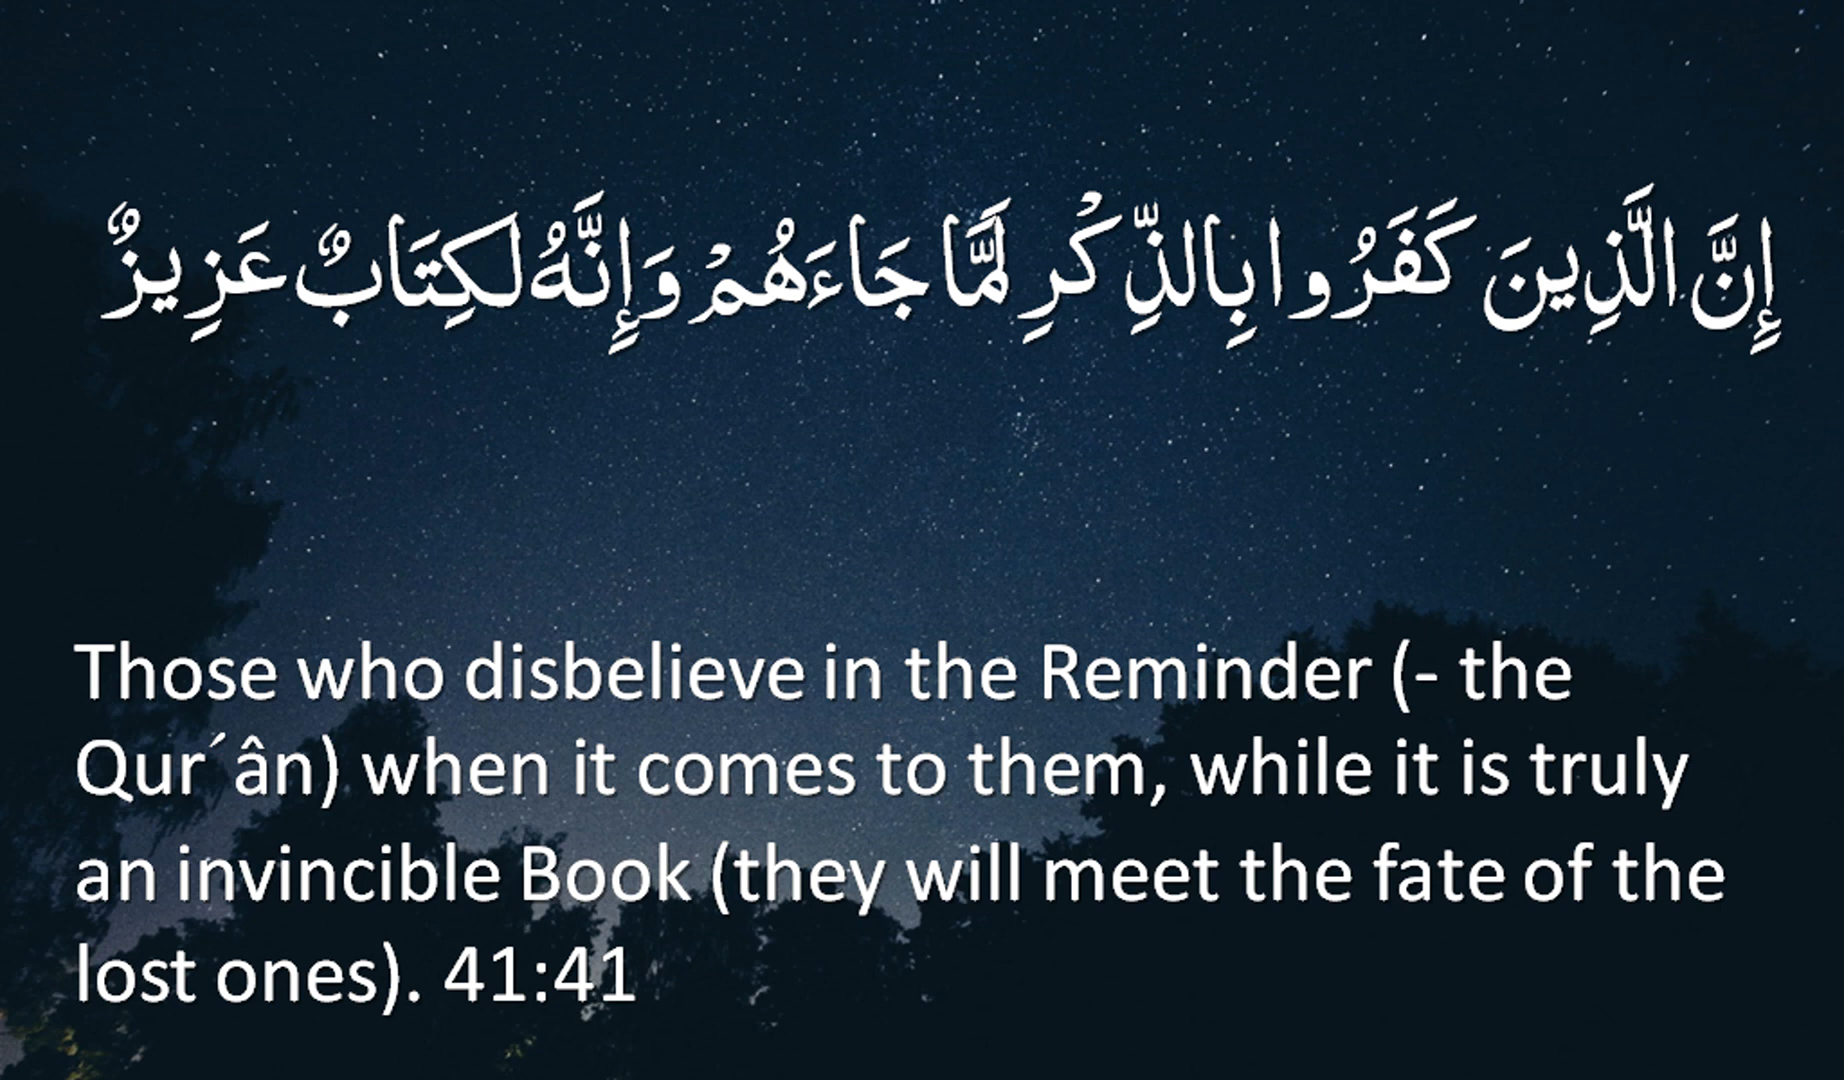 إِنَّ الَّذِينَ كَفَرُوا بِالذِّكْرِ لَمَّا جَاءَهُمْ وَإِنَّهُ لَكِتَابٌ عَزِيزٌ
Those who disbelieve in the Reminder (- the
Qur´ân) when it comes to them, while it is truly
an invincible Book (they will meet the fate of the
lost ones). 41:41